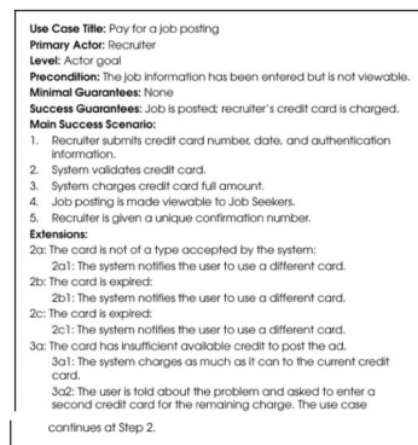 Use Case Title: Pay for a job posting
Primary Actor: Recruiter
Level: Actor goal
Precondition: The job information has been entered but is not viewable.
Minimal Guarantees: None
Success Guarantees: Job is posted; recruiter's credit card is charged.
Main Success Scenario:
1. Recruiter submits credit card number, date, and authentication
information.
2. System validates credit card.
3. System charges credit card full amount.
4. Job posting is made viewable to Job Seekers.
5. Recruiter is given a unique confirmation number.
Extensions:
2a: The card is not of a type accepted by the system:
2a1: The system notifies the user to use a different card.
2b: The card is expired:
2b1: The system notifies the user to use a different card.
2c: The card is expired:
2c1: The system notifies the user to use a different card.
3a: The card has insufficient available credit to post the ad.
3a1: The system charges as much as it can to the current credit
card.
3a2: The user is told about the problem and asked to enter a
second credit card for the remaining charge. The use case
continues at Step 2.